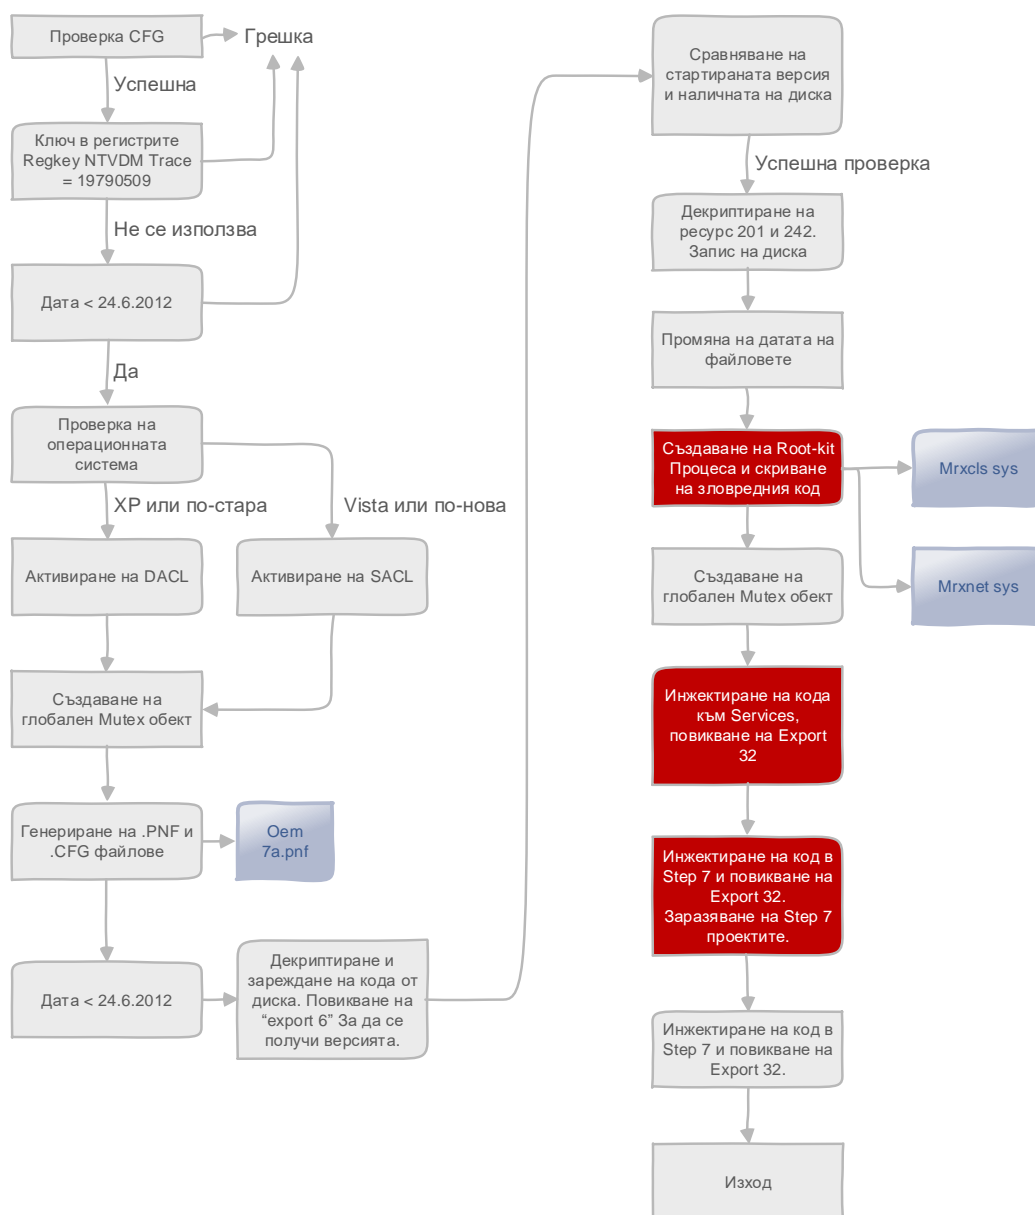 Проверка CFG
Грешка
Успешна
Ключ в регистрите
Regkey NTVDM Trace
= 19790509
Не се използва
Дата < 24.6.2012
Да
Проверка на
операционната
система
XP или по-стара
Vista или по-нова
Активиране на DACL
Активиране на SACL
Създаване на
глобален Mutex обект
Генериране на .PNF и
.CFG файлове
Oem
7a.pnf
Дата < 24.6.2012
Декриптиране и
зареждане на кода от
диска. Повикване на
“export 6” За да се
получи версията.
Сравняване на
стартираната версия
и наличната на диска
Успешна проверка
Декриптиране на
ресурс 201 и 242.
Запис на диска
Промяна на датата на
файловете
Създаване на Root-kit
Процеса и скриване
на зловредния код
Mrxcls sys
Mrxnet sys
Създаване на
глобален Mutex обект
Инжектиране на кода
към Services,
повикване на Export
32
Инжектиране на код в
Step 7 и повикване на
Export 32.
Заразяване на Step 7
проектите.
Инжектиране на код в
Step 7 и повикване на
Export 32.
Изход